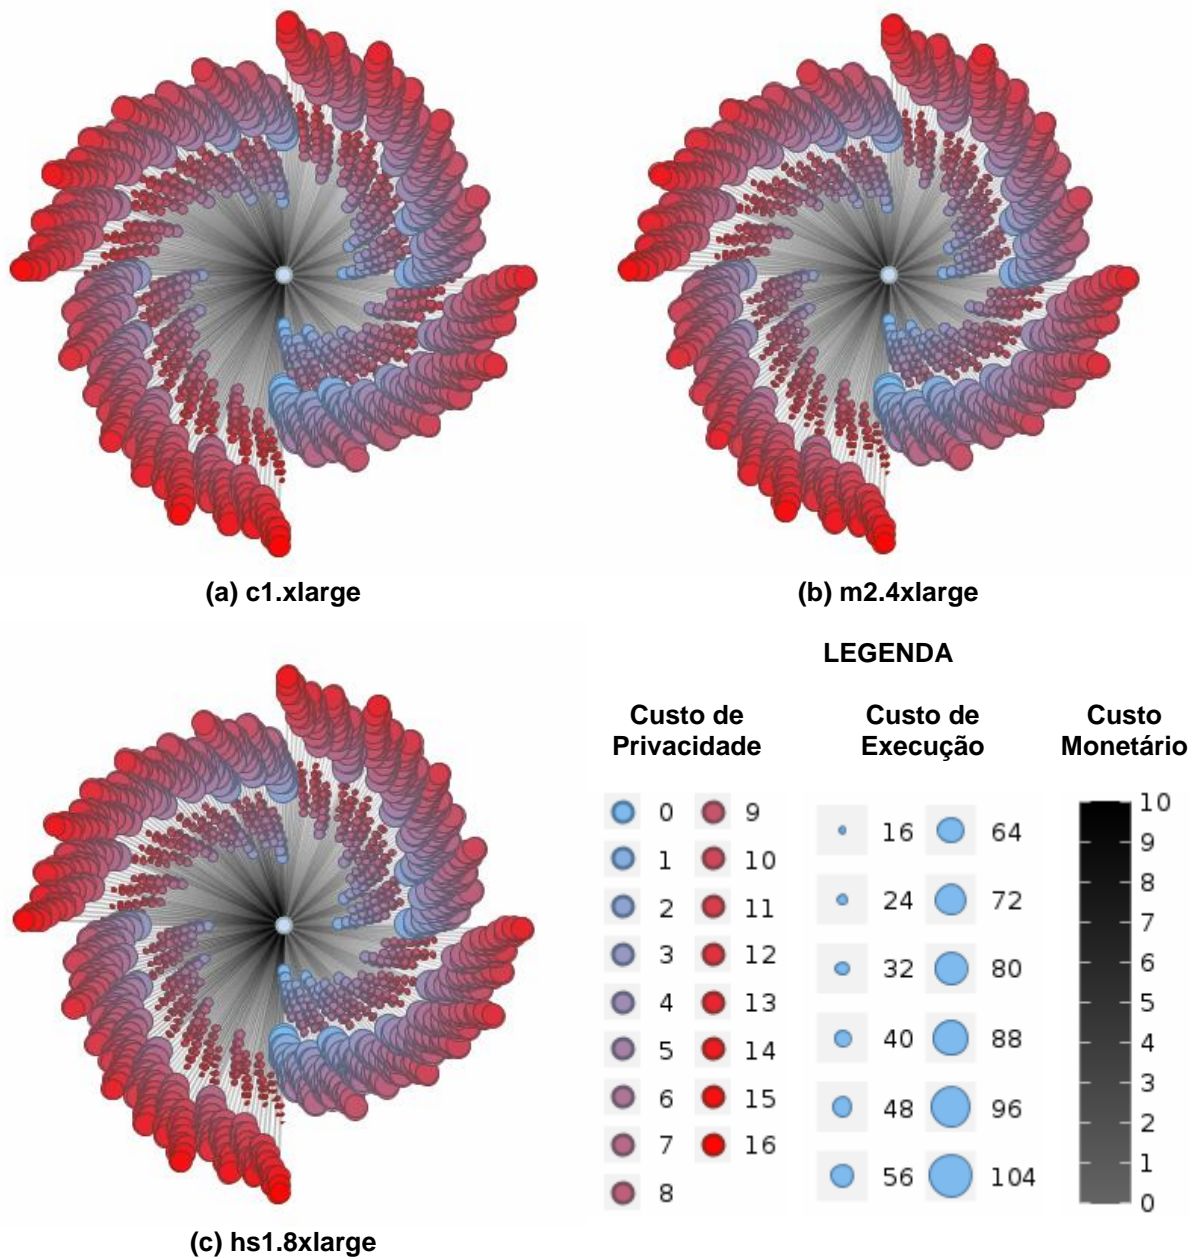 (a) c1.xlarge
(b) m2.4xlarge
(c) hs1.8xlarge
LEGENDA
Custo de
Privacidade
0 9
1 10
2 11
3 12
4 13
5 14
6 15
7 16
8
Custo de
Execução
16 64
24 72
32 80
40 88
48 96
56 104
Custo
Monetário
10
9
8
7
6
5
4
3
2
1
0